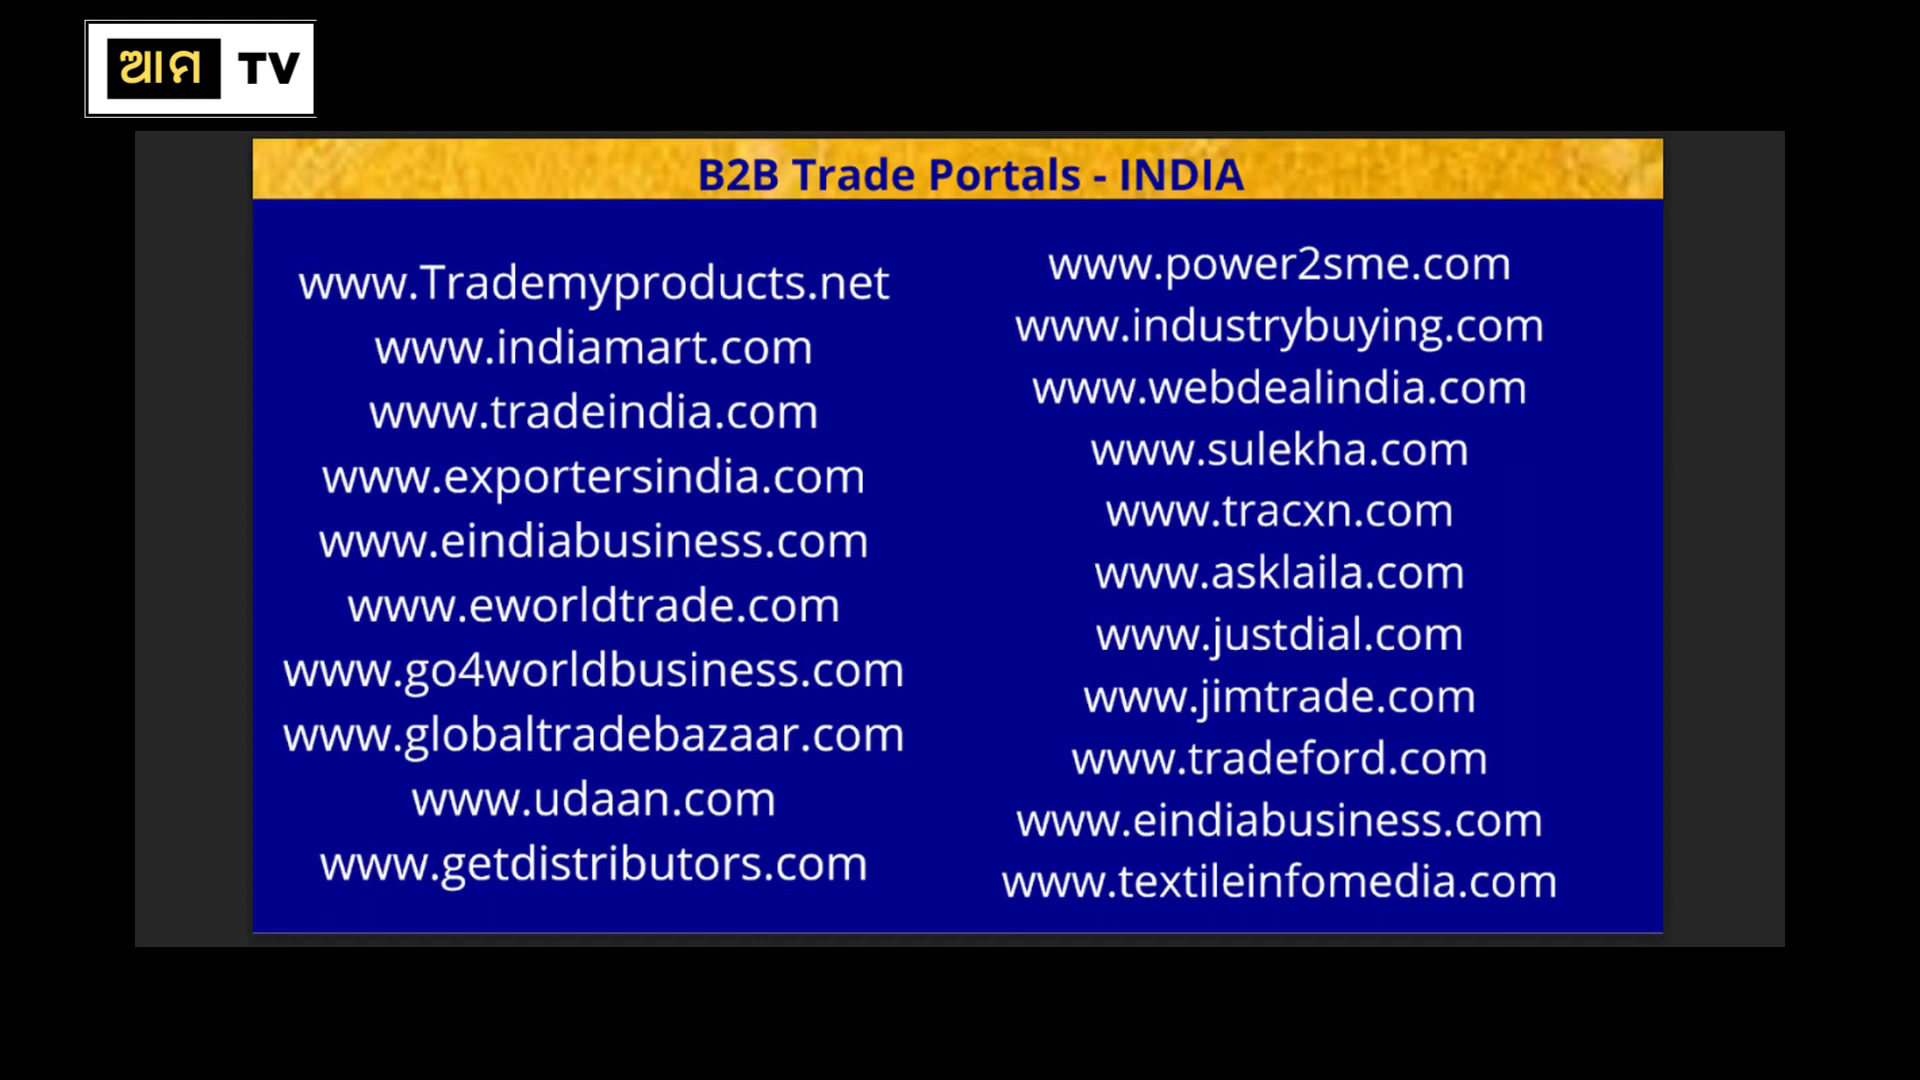 ଆମ TV
B2B Trade Portals - INDIA
www.Trademyproducts.net
www.indiamart.com
www.tradeindia.com
www.exportersindia.com
www.eindiabusiness.com
www.eworldtrade.com
www.go4worldbusiness.com
www.globaltradebazaar.com
www.udaan.com
www.getdistributors.com
www.power2sme.com
www.industrybuying.com
www.webdealindia.com
www.sulekha.com
www.tracxn.com
www.asklaila.com
www.justdial.com
www.jimtrade.com
www.tradeford.com
www.eindiabusiness.com
www.textileinfomedia.com